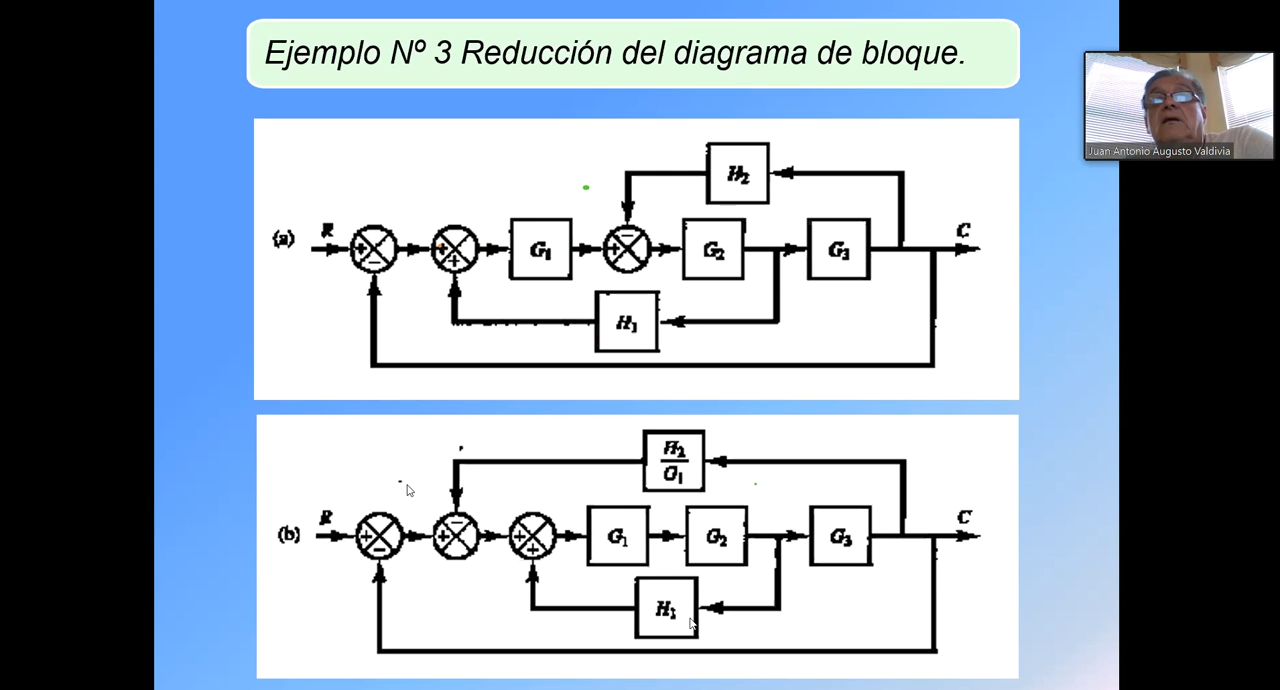 Ejemplo Nº 3 Reducción del diagrama de bloque.
Juan Antonio Augusto Valdivia
H₂
(a) R + − + + G₁ + − G₂ G₃ C
H₁
H₂
G₁
(b) R + − + − + + G₁ G₂ G₃ C
H₁